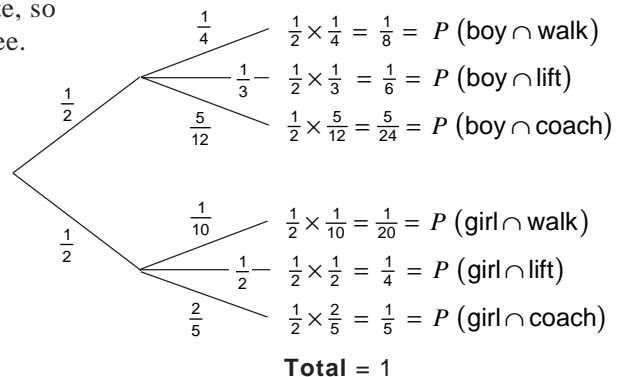 te, so
ee.
1/4 1/2 × 1/4 = 1/8 = P (boy ∩ walk)
1/2 1/3 1/2 × 1/3 = 1/6 = P (boy ∩ lift)
5/12 1/2 × 5/12 = 5/24 = P (boy ∩ coach)
1/10 1/2 × 1/10 = 1/20 = P (girl ∩ walk)
1/2 1/2 1/2 × 1/2 = 1/4 = P (girl ∩ lift)
2/5 1/2 × 2/5 = 1/5 = P (girl ∩ coach)
Total = 1